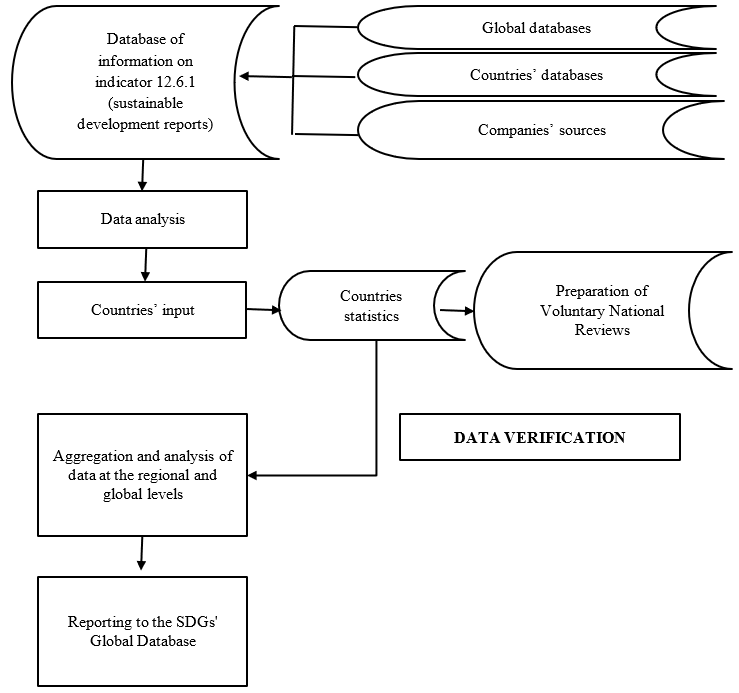 Database of
information on
indicator 12.6.1
(sustainable
development reports)
Global databases
Countries’ databases
Companies’ sources
Data analysis
Countries’ input
Countries
statistics
Preparation of
Voluntary National
Reviews
DATA VERIFICATION
Aggregation and analysis of
data at the regional and
global levels
Reporting to the SDGs'
Global Database